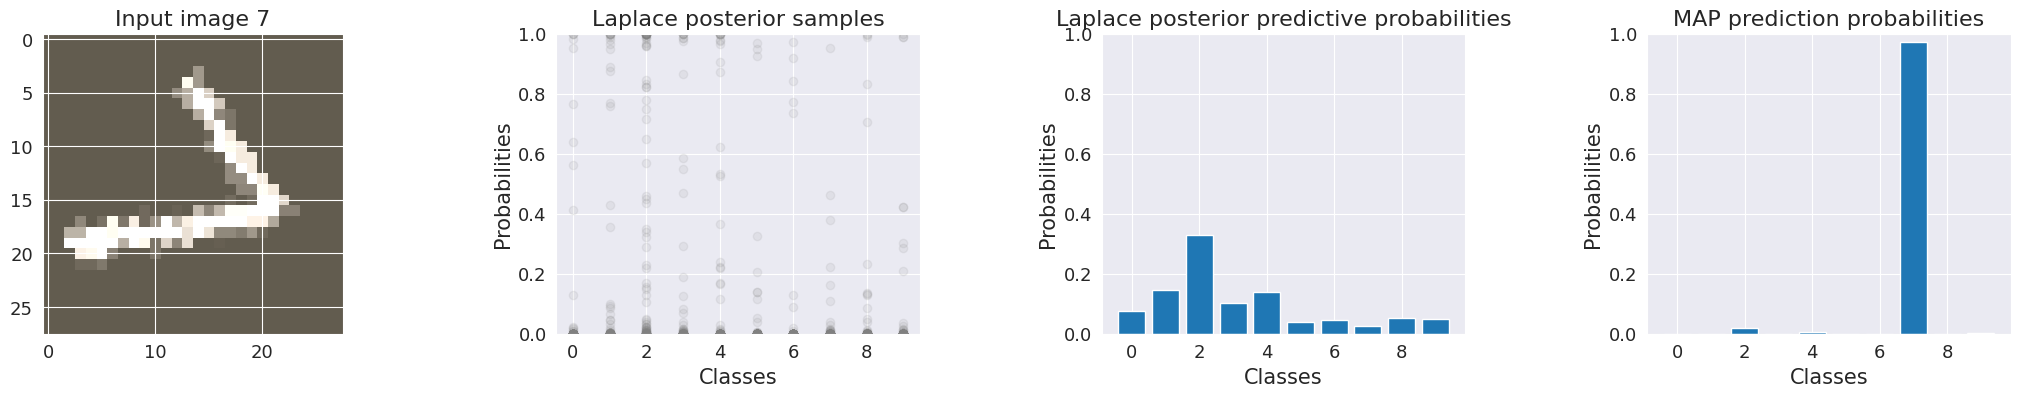 Input image 7
0
5
10
15
20
25
0 10 20
Laplace posterior samples
Probabilities
1.0
0.8
0.6
0.4
0.2
0.0
0 2 4 6 8
Classes
Laplace posterior predictive probabilities
Probabilities
1.0
0.8
0.6
0.4
0.2
0.0
0 2 4 6 8
Classes
MAP prediction probabilities
Probabilities
1.0
0.8
0.6
0.4
0.2
0.0
0 2 4 6 8
Classes